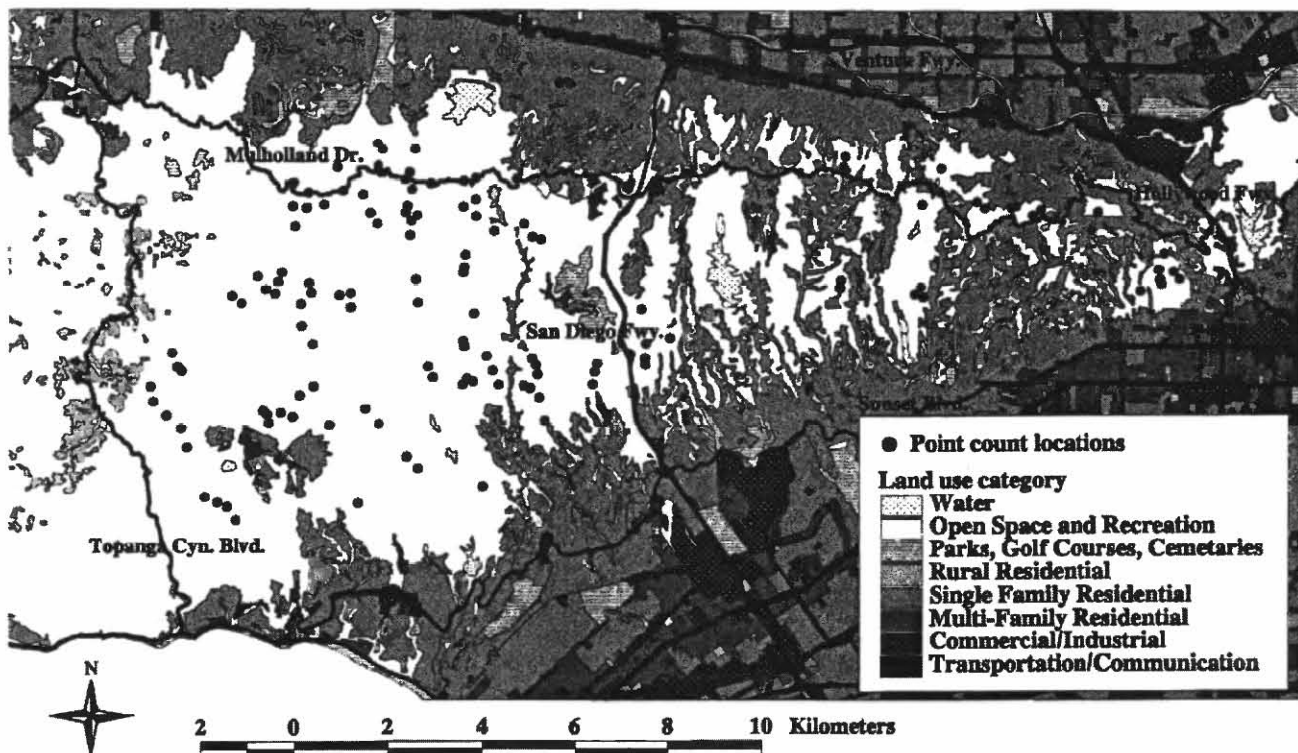 Ventura Fwy.
Mulholland Dr.
Hollywood Fwy.
San Diego Fwy.
Sunset Blvd.
Topanga Cyn. Blvd.
Point count locations
Land use category
Water
Open Space and Recreation
Parks, Golf Courses, Cemetaries
Rural Residential
Single Family Residential
Multi-Family Residential
Commercial/Industrial
Transportation/Communication
N
2 0 2 4 6 8 10 Kilometers